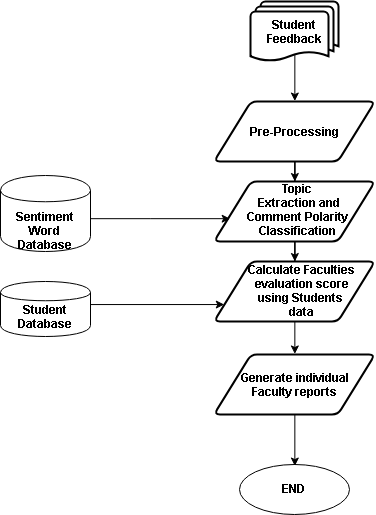 Student
Feedback
Pre-Processing
Topic
Extraction and
Comment Polarity
Classification
Sentiment
Word
Database
Calculate Faculties
evaluation score
using Students
data
Student
Database
Generate individual
Faculty reports
END